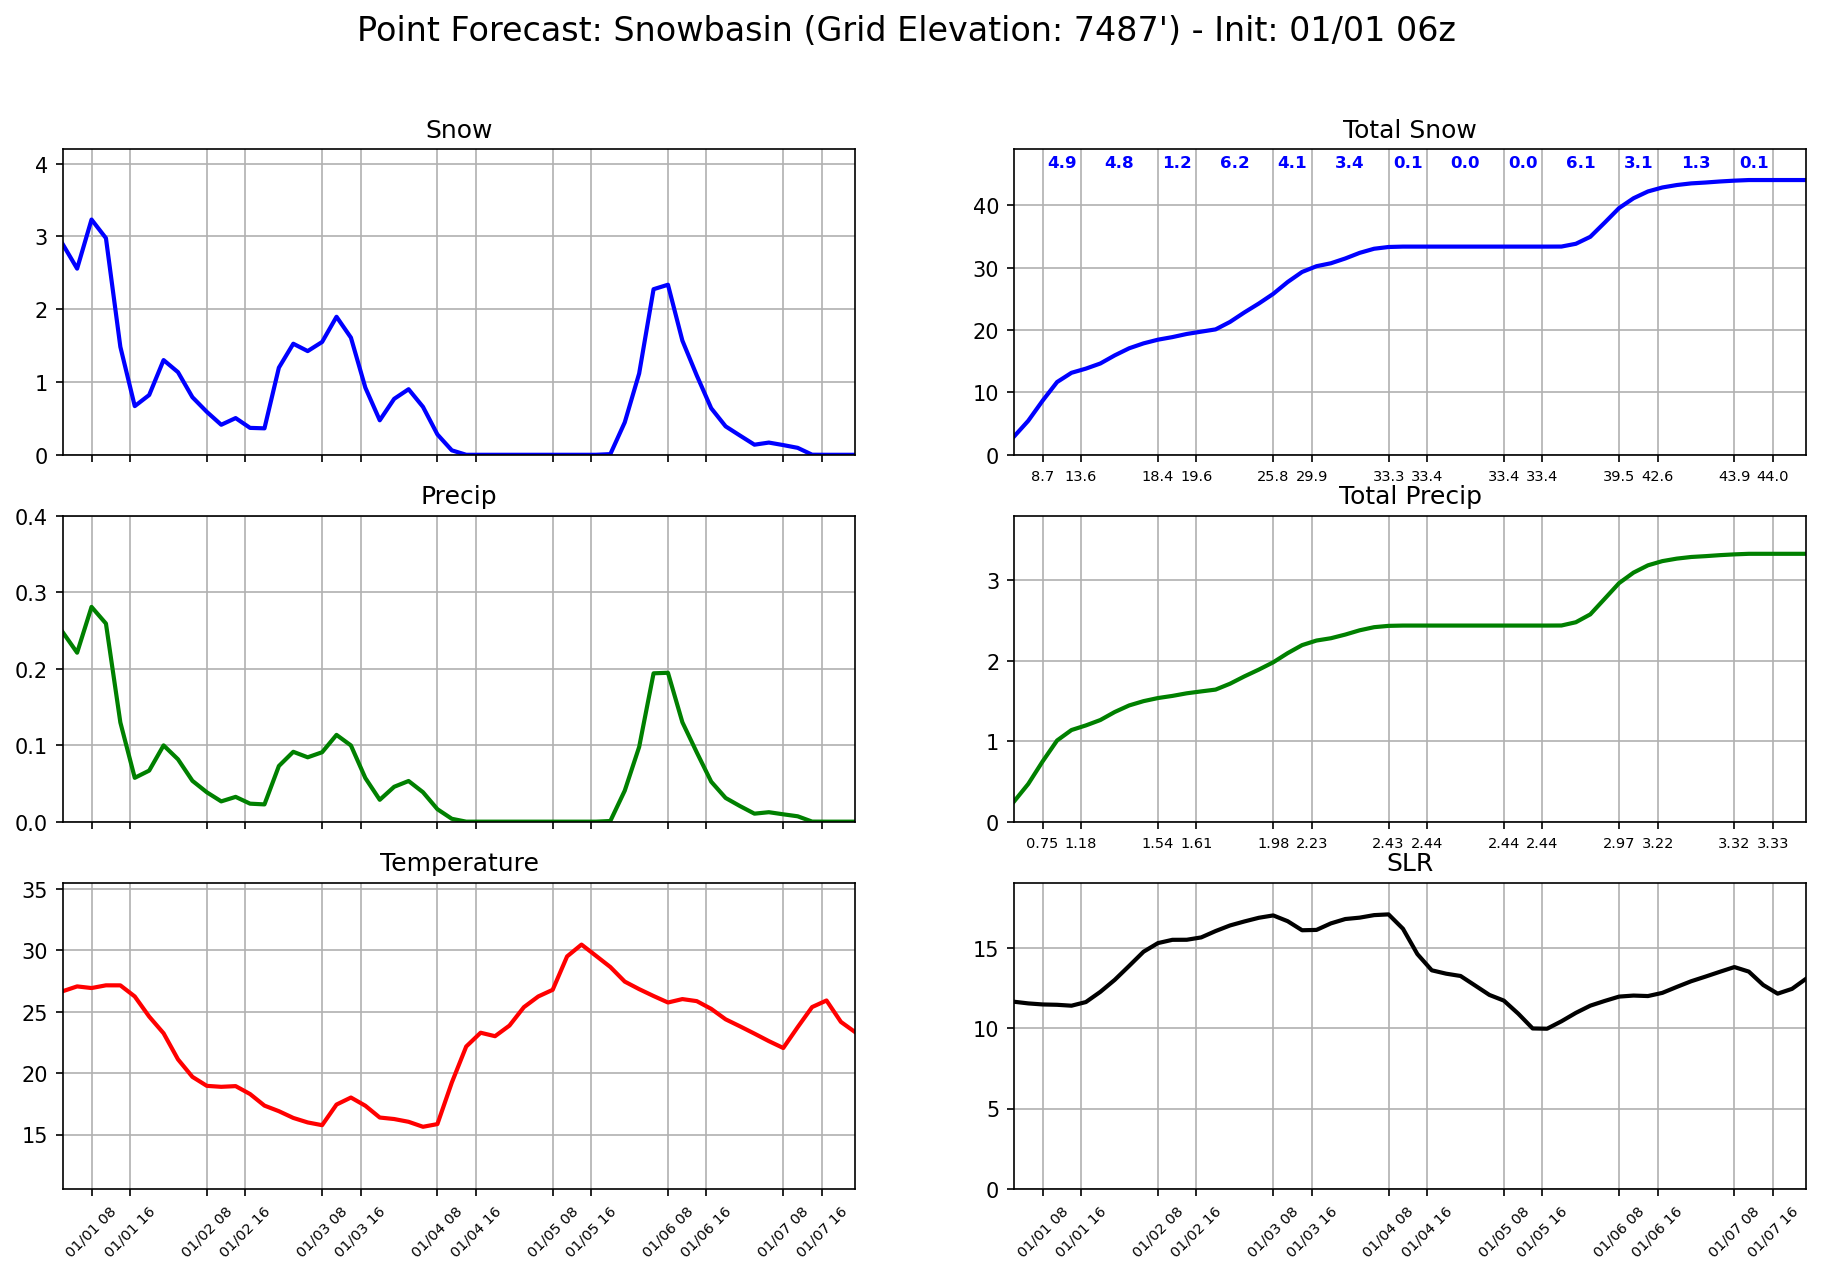 Point Forecast: Snowbasin (Grid Elevation: 7487') - Init: 01/01 06z
Snow
4
3
2
1
0
Total Snow
4.9 4.8 1.2 6.2 4.1 3.4 0.1 0.0 0.0 6.1 3.1 1.3 0.1
40
30
20
10
0
8.7 13.6 18.4 19.6 25.8 29.9 33.3 33.4 33.4 33.4 39.5 42.6 43.9 44.0
Precip
0.4
0.3
0.2
0.1
0.0
Total Precip
3
2
1
0
0.75 1.18 1.54 1.61 1.98 2.23 2.43 2.44 2.44 2.44 2.97 3.22 3.32 3.33
Temperature
35
30
25
20
15
01/01 08 01/01 16 01/02 08 01/02 16 01/03 08 01/03 16 01/04 08 01/04 16 01/05 08 01/05 16 01/06 08 01/06 16 01/07 08 01/07 16
SLR
15
10
5
0
01/01 08 01/01 16 01/02 08 01/02 16 01/03 08 01/03 16 01/04 08 01/04 16 01/05 08 01/05 16 01/06 08 01/06 16 01/07 08 01/07 16